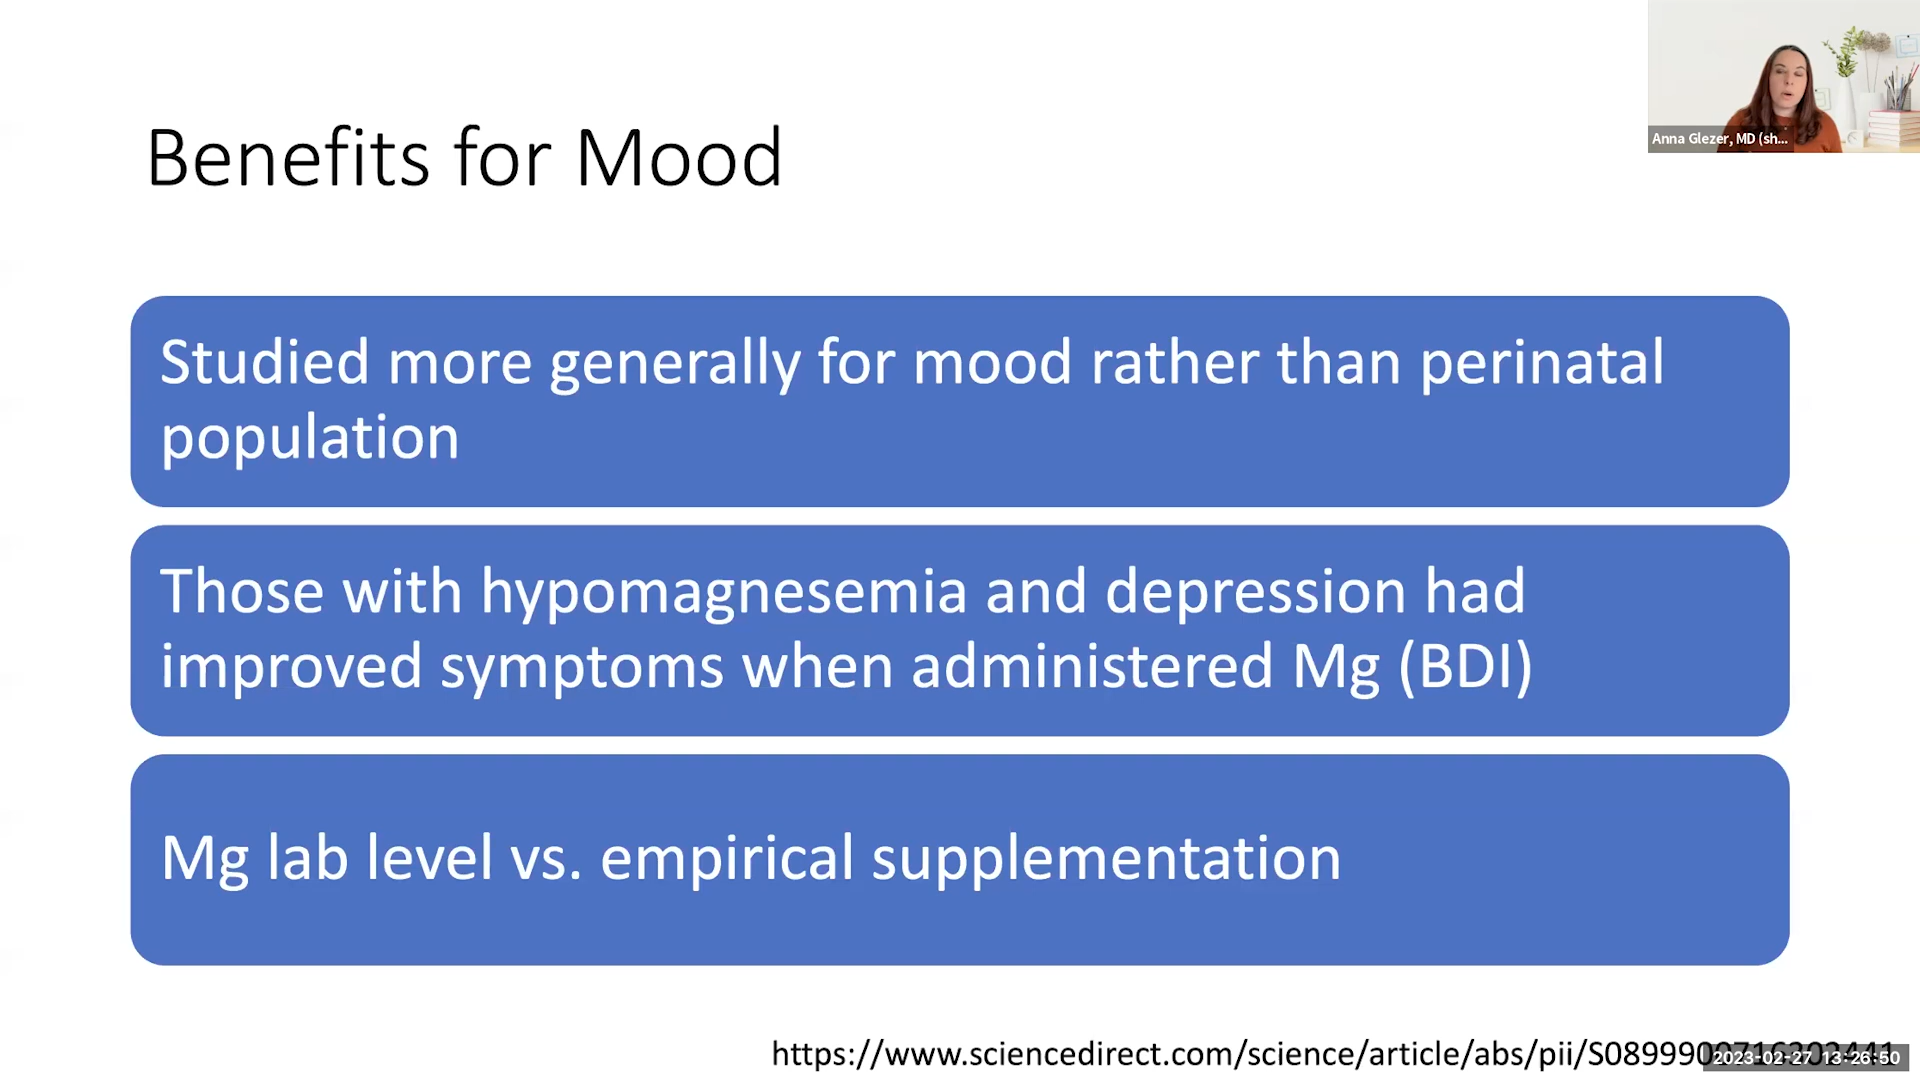 Benefits for Mood
Anna Glezer, MD (sh...
Studied more generally for mood rather than perinatal
population
Those with hypomagnesemia and depression had
improved symptoms when administered Mg (BDI)
Mg lab level vs. empirical supplementation
https://www.sciencedirect.com/science/article/abs/pii/S0899900716302441
2023-02-27 13:26:50